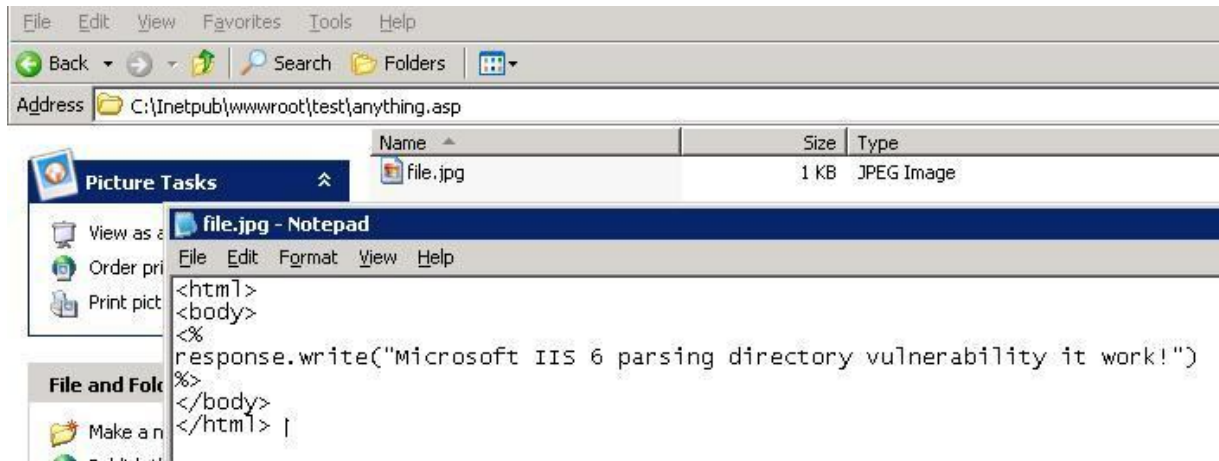 File Edit View Favorites Tools Help
Back Search Folders
Address C:\Inetpub\wwwroot\test\anything.asp
Name Size Type
file.jpg 1 KB JPEG Image
Picture Tasks
View as a
Order pri
Print pict
File and Fold
Make a n
file.jpg - Notepad
File Edit Format View Help
<html>
<body>
<%
response.write("Microsoft IIS 6 parsing directory vulnerability it work!")
%>
</body>
</html>